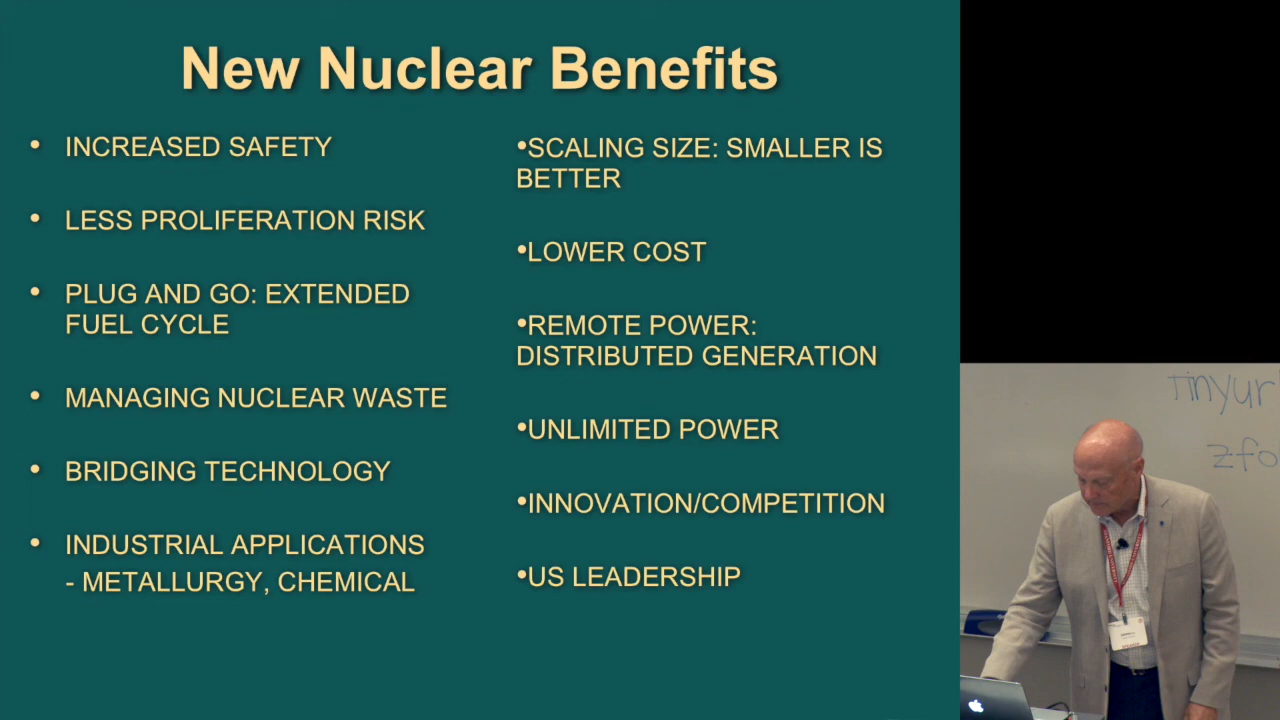 New Nuclear Benefits
• INCREASED SAFETY
• LESS PROLIFERATION RISK
• PLUG AND GO: EXTENDED
FUEL CYCLE
• MANAGING NUCLEAR WASTE
• BRIDGING TECHNOLOGY
• INDUSTRIAL APPLICATIONS
- METALLURGY, CHEMICAL
•SCALING SIZE: SMALLER IS
BETTER
•LOWER COST
•REMOTE POWER:
DISTRIBUTED GENERATION
•UNLIMITED POWER
•INNOVATION/COMPETITION
•US LEADERSHIP
Tinyur
zfo